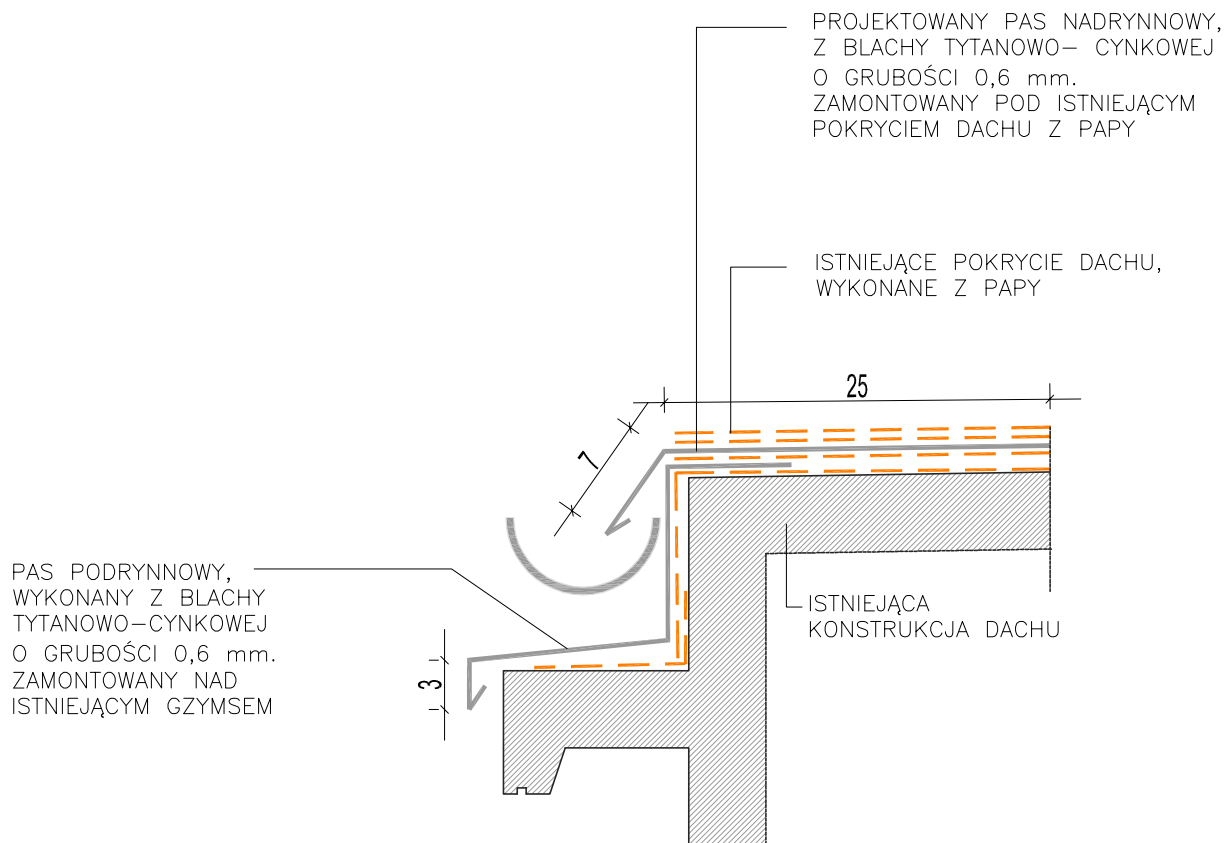 PROJEKTOWANY PAS NADRYNNOWY,
Z BLACHY TYTANOWO- CYNKOWEJ
O GRUBOŚCI 0,6 mm.
ZAMONTOWANY POD ISTNIEJĄCYM
POKRYCIEM DACHU Z PAPY
ISTNIEJĄCE POKRYCIE DACHU,
WYKONANE Z PAPY
25
7
PAS PODRYNNOWY,
WYKONANY Z BLACHY
TYTANOWO-CYNKOWEJ
O GRUBOŚCI 0,6 mm.
ZAMONTOWANY NAD
ISTNIEJĄCYM GZYMSEM
3
ISTNIEJĄCA
KONSTRUKCJA DACHU